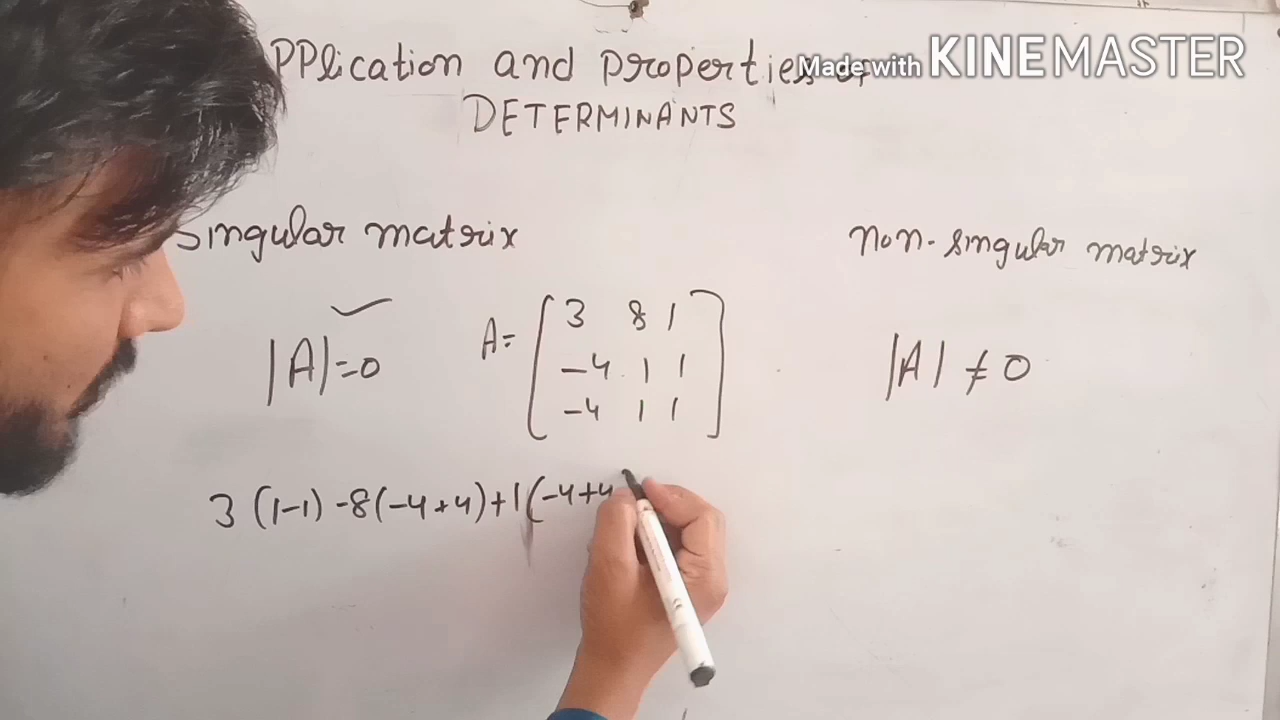 PPlication and properties of
Made with KINEMASTER
DETERMINANTS
Singular matrix
non-singular matrix
|A|=0
A= [ 3 8 1
-4 1 1
-4 1 1 ]
|A| ≠ 0
3 (1-1) -8(-4+4)+1(-4+4